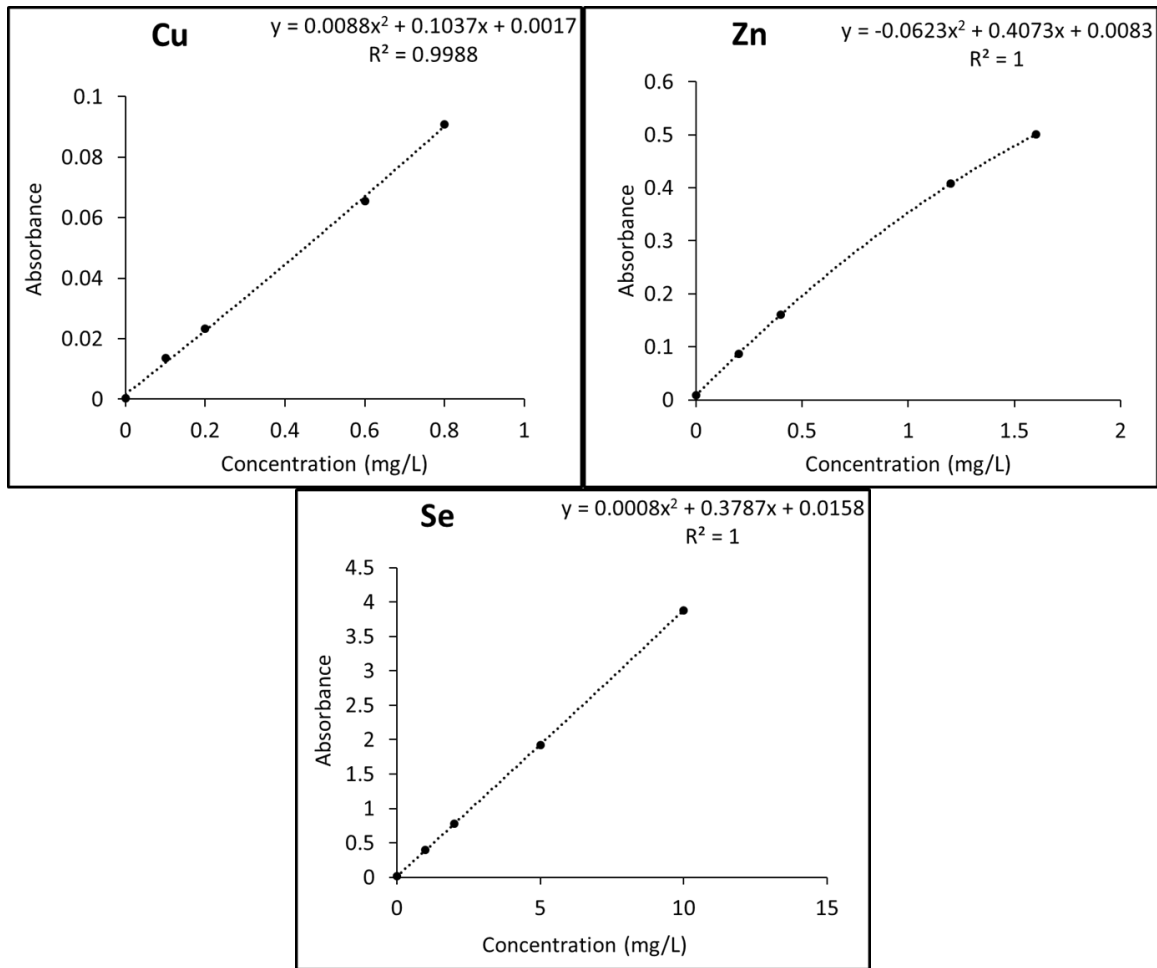 Cu
y = 0.0088x² + 0.1037x + 0.0017
R² = 0.9988
0.1
0.08
0.06
0.04
0.02
0
Absorbance
0 0.2 0.4 0.6 0.8 1
Concentration (mg/L)
Zn
y = -0.0623x² + 0.4073x + 0.0083
R² = 1
0.6
0.5
0.4
0.3
0.2
0.1
0
Absorbance
0 0.5 1 1.5 2
Concentration (mg/L)
Se
y = 0.0008x² + 0.3787x + 0.0158
R² = 1
4.5
4
3.5
3
2.5
2
1.5
1
0.5
0
Absorbance
0 5 10 15
Concentration (mg/L)